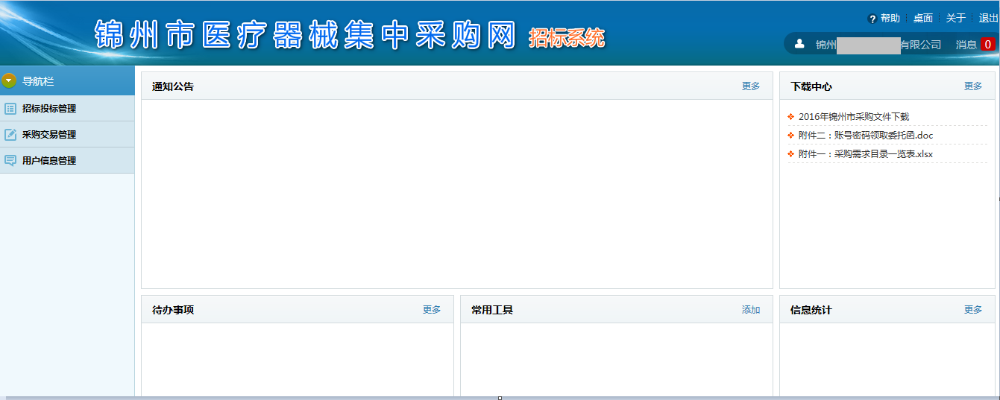 锦州市医疗器械集中采购网 招标系统
帮助 桌面 关于 退出
锦州 有限公司 消息 0
导航栏
招标投标管理
采购交易管理
用户信息管理
通知公告 更多
下载中心 更多
2016年锦州市采购文件下载
附件二：账号密码领取委托函.doc
附件一：采购需求目录一览表.xlsx
待办事项 更多
常用工具 添加
信息统计 更多